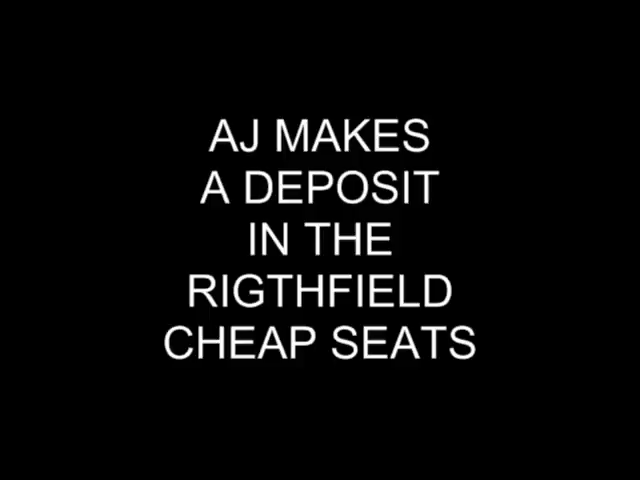 AJ MAKES
A DEPOSIT
IN THE
RIGTHFIELD
CHEAP SEATS